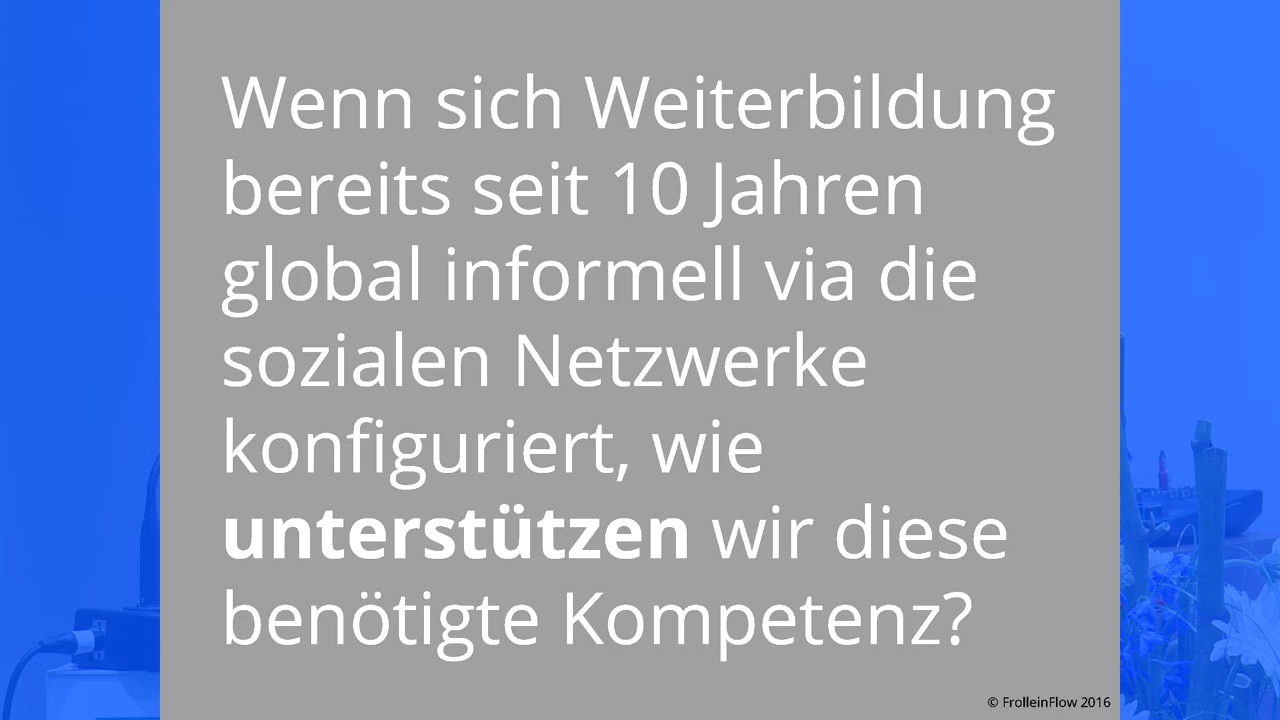 Wenn sich Weiterbildung
bereits seit 10 Jahren
global informell via die
sozialen Netzwerke
konfiguriert, wie
unterstützen wir diese
benötigte Kompetenz?
© FrolleinFlow 2016